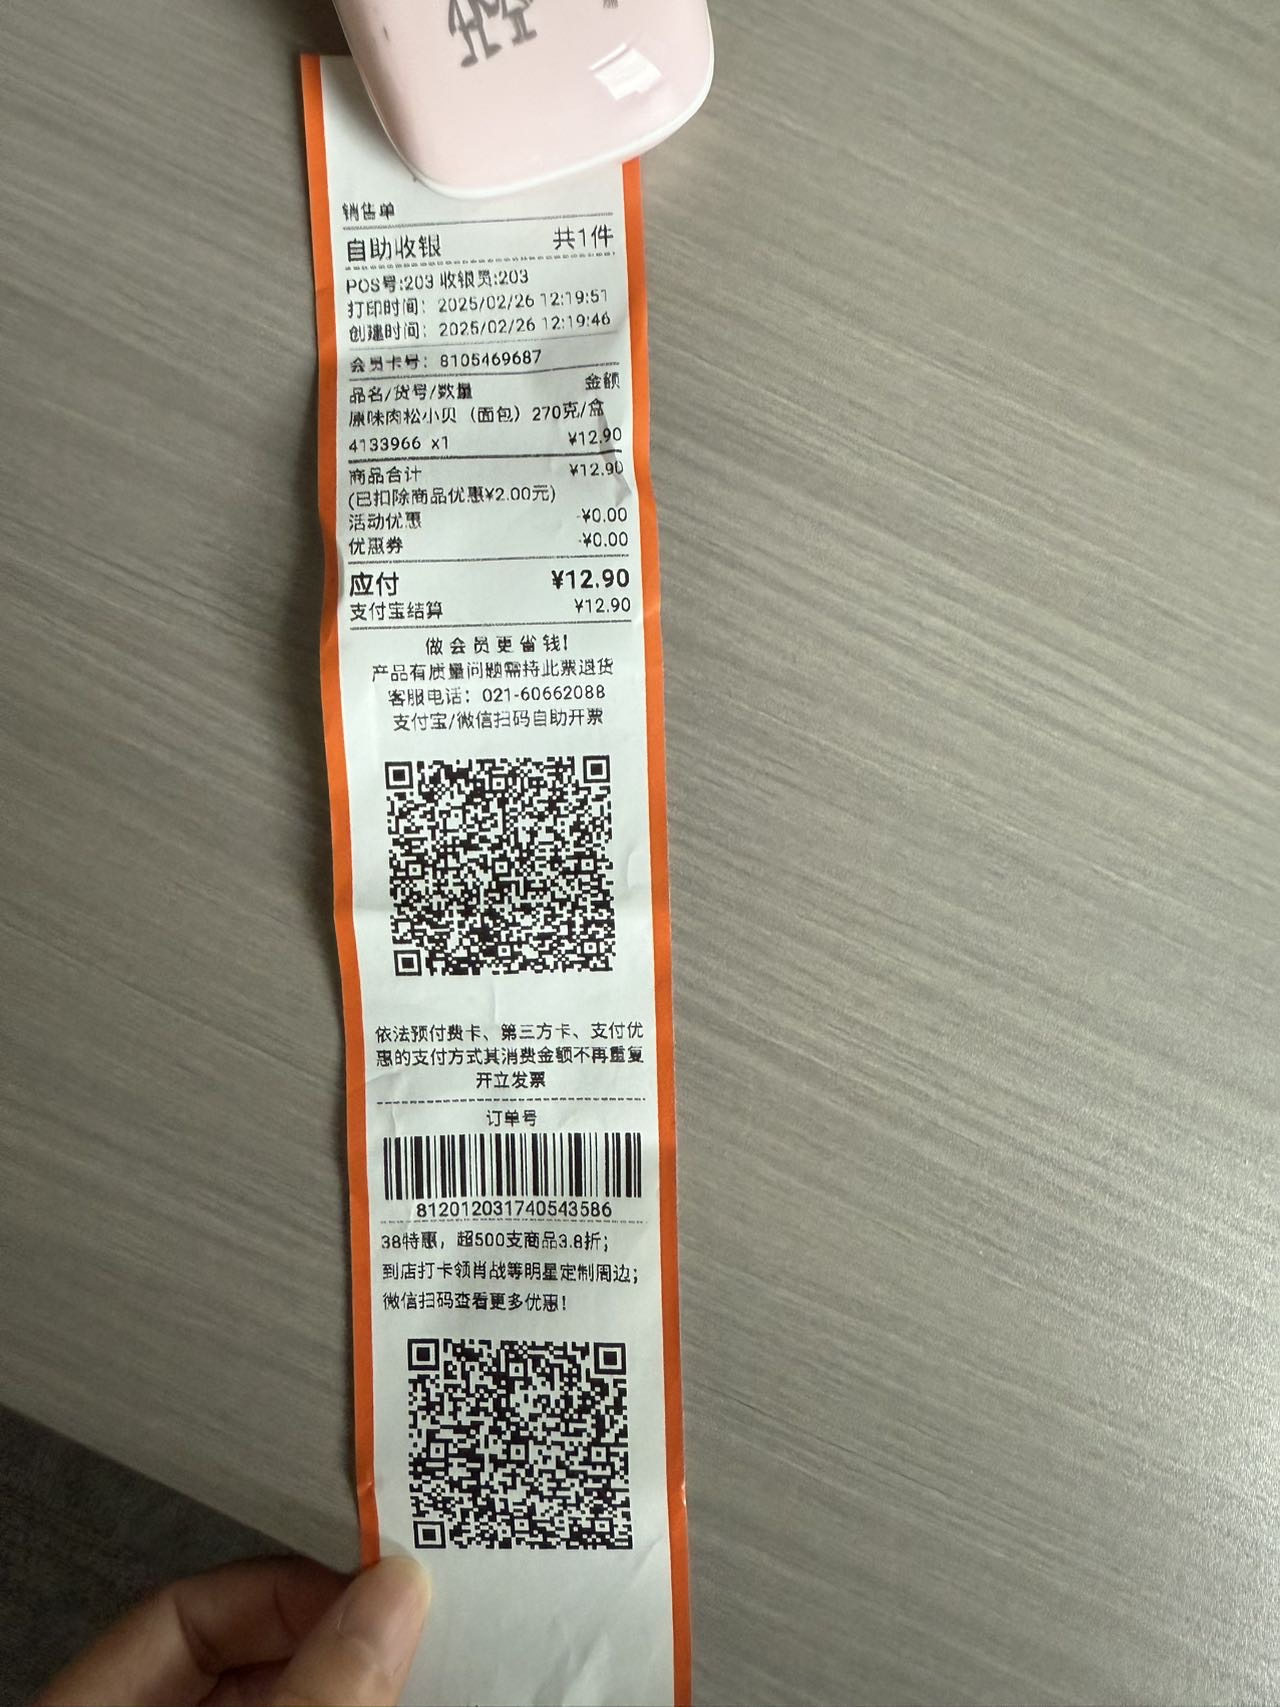 销售单
自助收银 共1件
POS号:203 收银员:203
打印时间： 2025/02/26 12:19:51
创建时间： 2025/02/26 12:19:46
会员卡号： 8105469687
品名/货号/数量 金额
原味肉松小贝（面包）270克/盒
4133966 x1 ¥12.90
商品合计 ¥12.90
(已扣除商品优惠¥2.00元)
活动优惠 -¥0.00
优惠券 -¥0.00
应付 ¥12.90
支付宝结算 ¥12.90
做会员更省钱!
产品有质量问题需持此票退货
客服电话：021-60662088
支付宝/微信扫码自助开票
依法预付费卡、第三方卡、支付优
惠的支付方式其消费金额不再重复
开立发票
订单号
812012031740543586
38特惠，超500支商品3.8折；
到店打卡领肖战等明星定制周边；
微信扫码查看更多优惠!